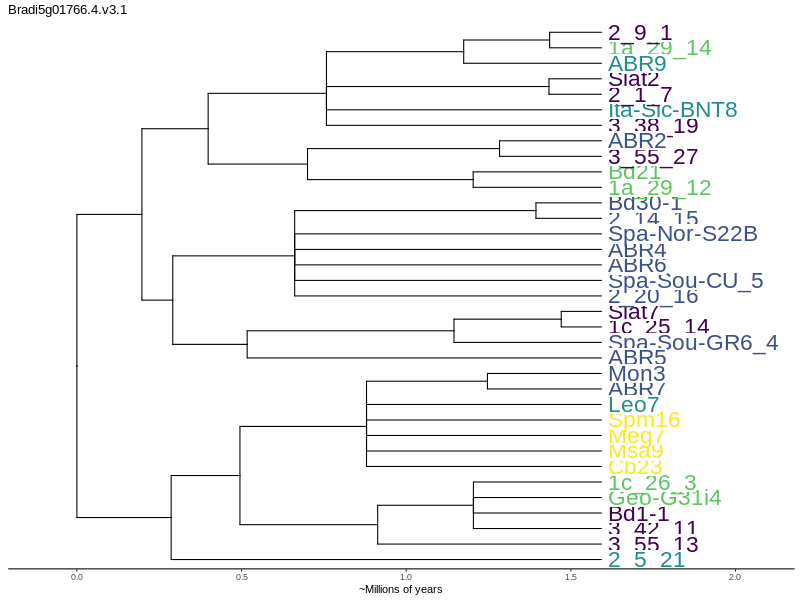 Bradi5g01766.4.v3.1
2_9_1
1a_29_14
ABR9
Siat2
2_1_7
Ita-Sic-BNT8
3_38_19
ABR2
3_55_27
Bd21
1a_29_12
Bd30-1
2_14_15
Spa-Nor-S22B
ABR4
ABR6
Spa-Sou-CU_5
2_20_16
Siat7
1c_25_14
Spa-Sou-GR6_4
ABR5
Mon3
ABR7
Leo7
Spm16
Meg7
Msa9
Cb23
1c_26_3
Geo-G31i4
Bd1-1
3_42_11
3_55_13
2_5_21
0.0 0.5 1.0 1.5 2.0
~Millions of years